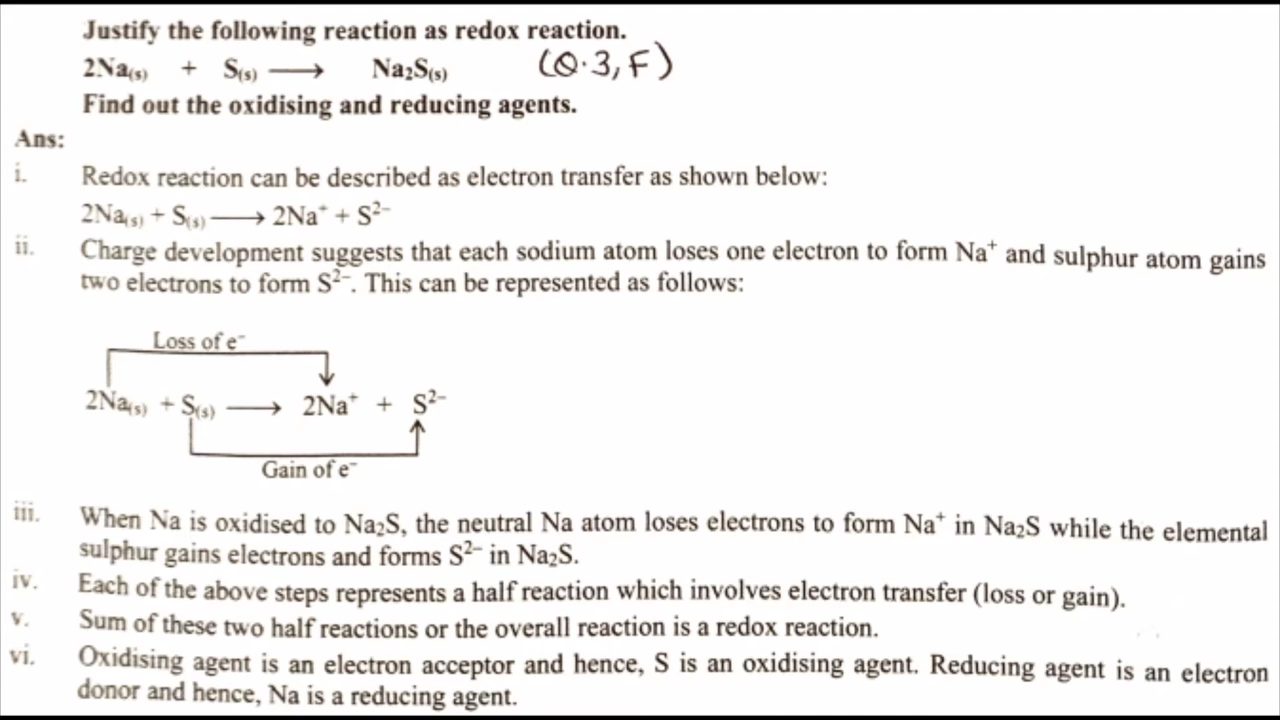 Justify the following reaction as redox reaction.
2Na(s) + S(s) ⟶ Na₂S(s) (Q.3, F)
Find out the oxidising and reducing agents.
Ans:
i. Redox reaction can be described as electron transfer as shown below:
2Na(s) + S(s) ⟶ 2Na⁺ + S²⁻
ii. Charge development suggests that each sodium atom loses one electron to form Na⁺ and sulphur atom gains
two electrons to form S²⁻. This can be represented as follows:
Loss of e⁻
2Na(s) + S(s) ⟶ 2Na⁺ + S²⁻
Gain of e⁻
iii. When Na is oxidised to Na₂S, the neutral Na atom loses electrons to form Na⁺ in Na₂S while the elemental
sulphur gains electrons and forms S²⁻ in Na₂S.
iv. Each of the above steps represents a half reaction which involves electron transfer (loss or gain).
v. Sum of these two half reactions or the overall reaction is a redox reaction.
vi. Oxidising agent is an electron acceptor and hence, S is an oxidising agent. Reducing agent is an electron
donor and hence, Na is a reducing agent.